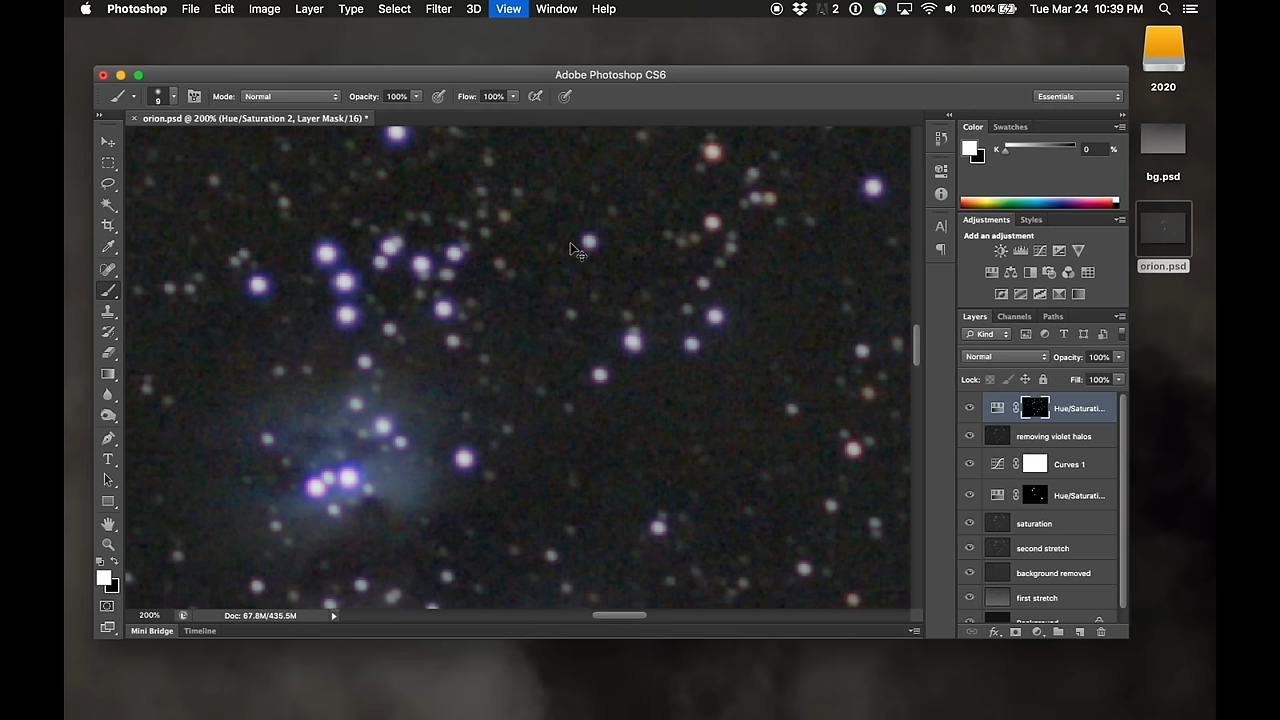 Photoshop File Edit Image Layer Type Select Filter 3D View Window Help 2 100% Tue Mar 24 10:39 PM
2020
bg.psd
orion.psd
Adobe Photoshop CS6
9 Mode: Normal Opacity: 100% Flow: 100% Essentials
× orion.psd @ 200% (Hue/Saturation 2, Layer Mask/16) *
Color Swatches
K 0 %
Adjustments Styles
Add an adjustment
Layers Channels Paths
Kind
Normal Opacity: 100%
Lock: Fill: 100%
Hue/Saturati...
removing violet halos
Curves 1
Hue/Saturati...
saturation
second stretch
background removed
first stretch
Background
200% Doc: 67.8M/435.5M
Mini Bridge Timeline